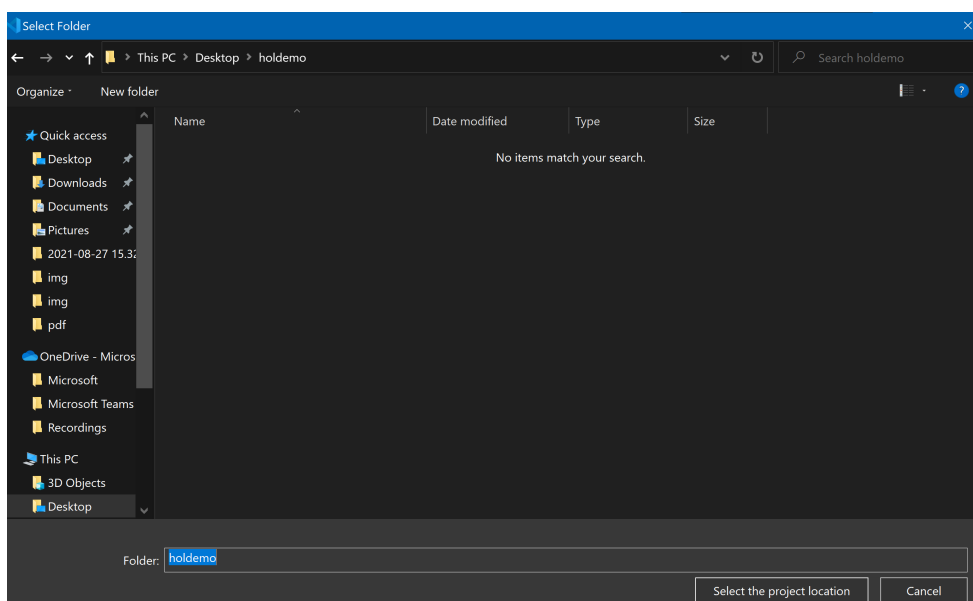 Select Folder
This PC > Desktop > holdemo
Search holdemo
Organize
New folder
Name
Date modified
Type
Size
No items match your search.
Quick access
Desktop
Downloads
Documents
Pictures
2021-08-27 15.32
img
img
pdf
OneDrive - Micros
Microsoft
Microsoft Teams
Recordings
This PC
3D Objects
Desktop
Folder: holdemo
Select the project location
Cancel